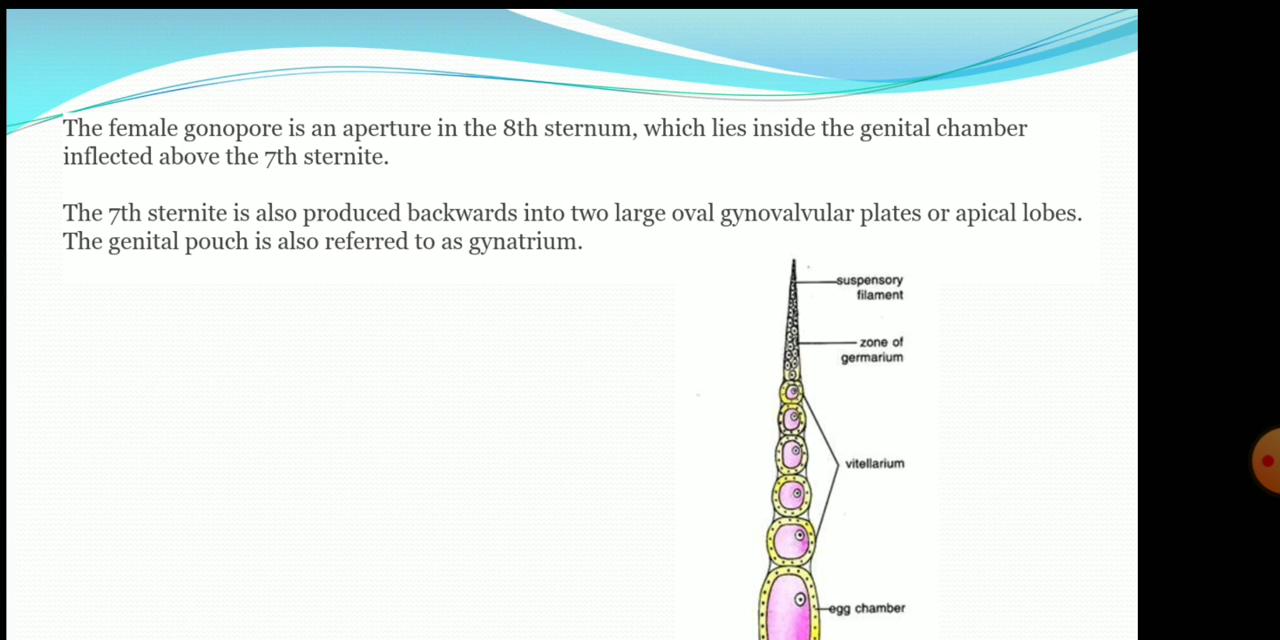 The female gonopore is an aperture in the 8th sternum, which lies inside the genital chamber
inflected above the 7th sternite.
The 7th sternite is also produced backwards into two large oval gynovalvular plates or apical lobes.
The genital pouch is also referred to as gynatrium.
suspensory
filament
zone of
germarium
vitellarium
egg chamber